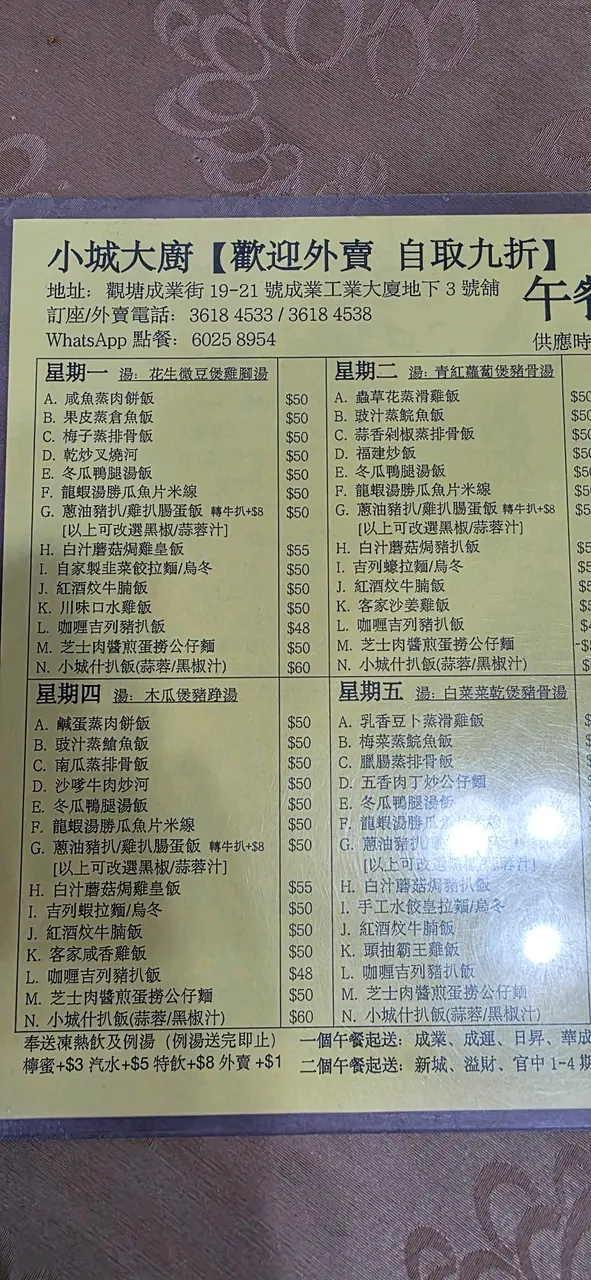 小城大廚【歡迎外賣 自取九折】
地址：觀塘成業街 19-21 號成業工業大廈地下 3 號舖
午
訂座/外賣電話：3618 4533 / 3618 4538
WhatsApp 點餐：6025 8954
供應時
星期一 湯：花生微豆煲雞腳湯
A. 咸魚蒸肉餅飯 $50
B. 果皮蒸倉魚飯 $50
C. 梅子蒸排骨飯 $50
D. 乾炒叉燒河 $50
E. 冬瓜鴨腿湯飯 $50
F. 龍蝦湯勝瓜魚片米線 $50
G. 蔥油豬扒/雞扒腸蛋飯 轉牛扒+$8 $50
[以上可改選黑椒/蒜蓉汁]
H. 白汁蘑菇焗雞皇飯 $55
I. 自家製韭菜餃拉麵/烏冬 $50
J. 紅酒炆牛腩飯 $50
K. 川味口水雞飯 $50
L. 咖喱吉列豬扒飯 $48
M. 芝士肉醬煎蛋撈公仔麵 $50
N. 小城什扒飯(蒜蓉/黑椒汁) $60
星期二 湯：青紅蘿蔔煲豬骨湯
A. 蟲草花蒸滑雞飯 $50
B. 豉汁蒸鯇魚飯 $50
C. 蒜香剁椒蒸排骨飯 $50
D. 福建炒飯 $50
E. 冬瓜鴨腿湯飯
F. 龍蝦湯勝瓜魚片米線
G. 蔥油豬扒/雞扒腸蛋飯 轉牛扒+$8
[以上可改選黑椒/蒜蓉汁]
H. 白汁蘑菇焗豬扒飯
I. 吉列蠔拉麵/烏冬
J. 紅酒炆牛腩飯
K. 客家沙姜雞飯
L. 咖喱吉列豬扒飯
M. 芝士肉醬煎蛋撈公仔麵
N. 小城什扒飯(蒜蓉/黑椒汁)
星期四 湯：木瓜煲豬踭湯
A. 鹹蛋蒸肉餅飯 $50
B. 豉汁蒸鱠魚飯 $50
C. 南瓜蒸排骨飯 $50
D. 沙嗲牛肉炒河 $50
E. 冬瓜鴨腿湯飯 $50
F. 龍蝦湯勝瓜魚片米線 $50
G. 蔥油豬扒/雞扒腸蛋飯 轉牛扒+$8 $50
[以上可改選黑椒/蒜蓉汁]
H. 白汁蘑菇焗雞皇飯 $55
I. 吉列蝦拉麵/烏冬 $50
J. 紅酒炆牛腩飯 $50
K. 客家咸香雞飯 $50
L. 咖喱吉列豬扒飯 $48
M. 芝士肉醬煎蛋撈公仔麵 $50
N. 小城什扒飯(蒜蓉/黑椒汁) $60
星期五 湯：白菜菜乾煲豬骨湯
A. 乳香豆卜蒸滑雞飯
B. 梅菜蒸鯇魚飯
C. 臘腸蒸排骨飯
D. 五香肉丁炒公仔麵
E. 冬瓜鴨腿湯飯
F. 龍蝦湯勝瓜魚
G. 蔥油豬扒/
[以上可改選黑椒/蒜蓉汁]
H. 白汁蘑菇焗豬扒飯
I. 手工水餃皇拉麵/烏冬
J. 紅酒炆牛腩飯
K. 頭抽霸王雞飯
L. 咖喱吉列豬扒飯
M. 芝士肉醬煎蛋撈公仔麵
N. 小城什扒飯(蒜蓉/黑椒汁)
奉送凍熱飲及例湯（例湯送完即止）
檸蜜+$3 汽水+$5 特飲+$8 外賣 +$1
一個午餐起送：成業、成運、日昇、華成
二個午餐起送：新城、溢財、官中 1-4 期